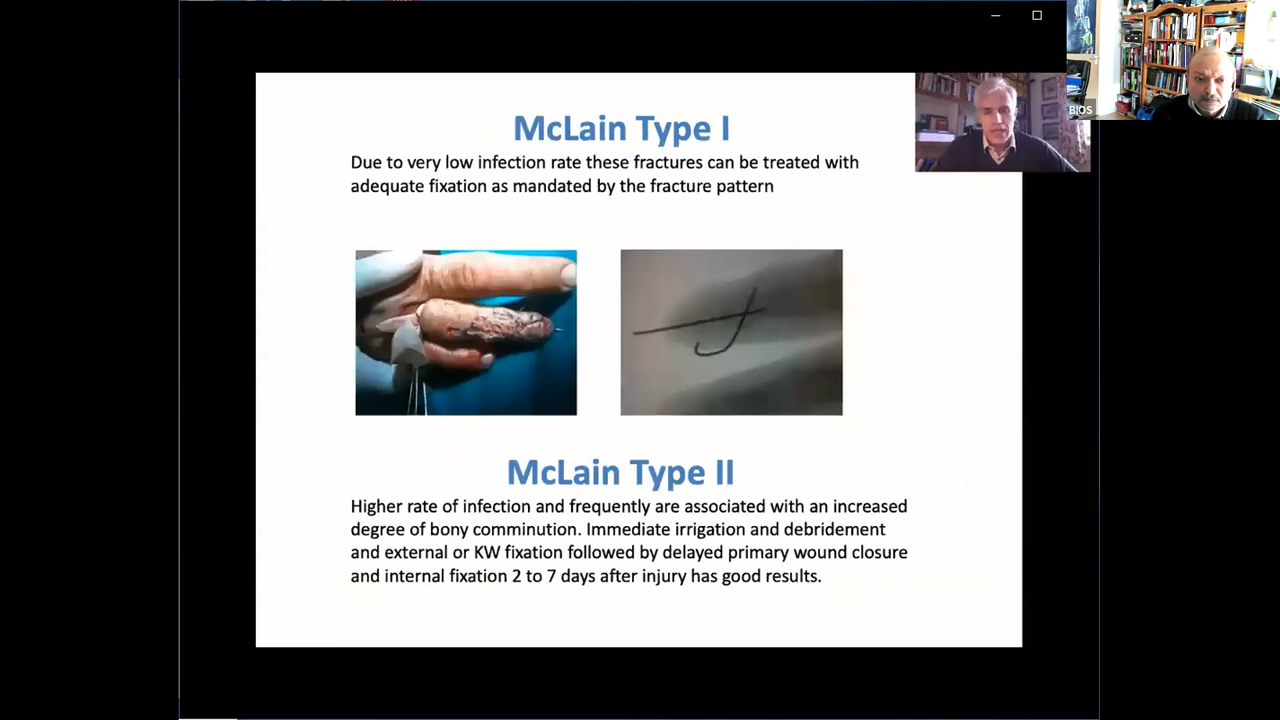 McLain Type I
Due to very low infection rate these fractures can be treated with
adequate fixation as mandated by the fracture pattern
McLain Type II
Higher rate of infection and frequently are associated with an increased
degree of bony comminution. Immediate irrigation and debridement
and external or KW fixation followed by delayed primary wound closure
and internal fixation 2 to 7 days after injury has good results.
BIOS